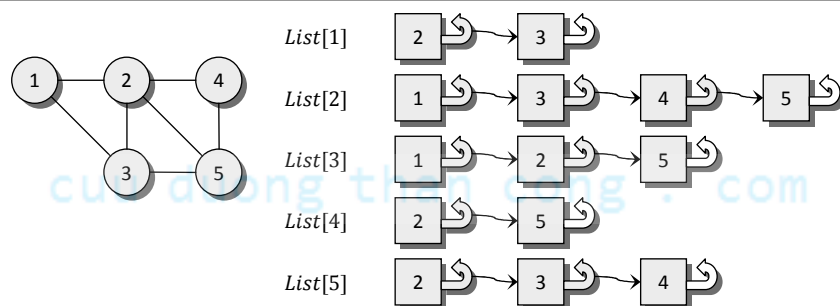 List[1] 2 3
1 2 4
List[2] 1 3 4 5
3 5
List[3] 1 2 5
cuu duong than cong . com
List[4] 2 5
List[5] 2 3 4